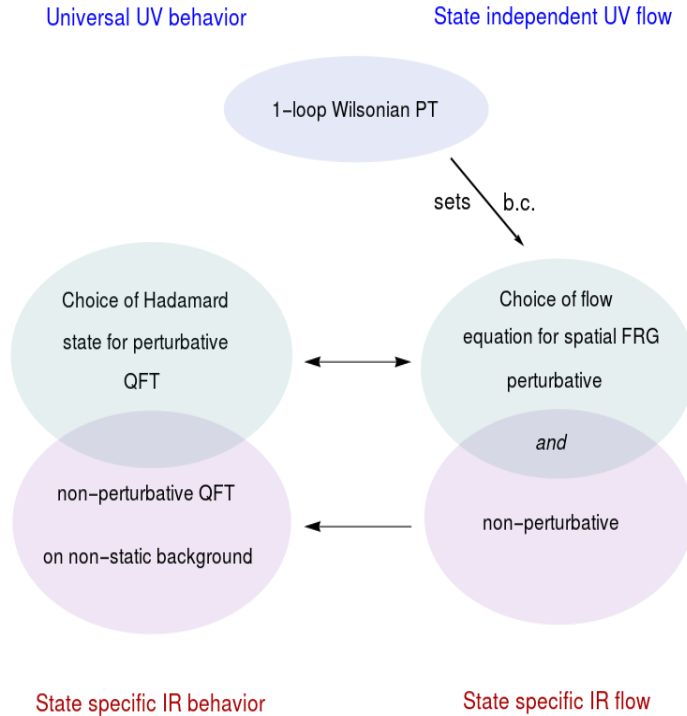 Universal UV behavior
State independent UV flow
1−loop Wilsonian PT
sets
b.c.
Choice of Hadamard
state for perturbative
QFT
Choice of flow
equation for spatial FRG
perturbative
and
non−perturbative QFT
on non−static background
non−perturbative
State specific IR behavior
State specific IR flow